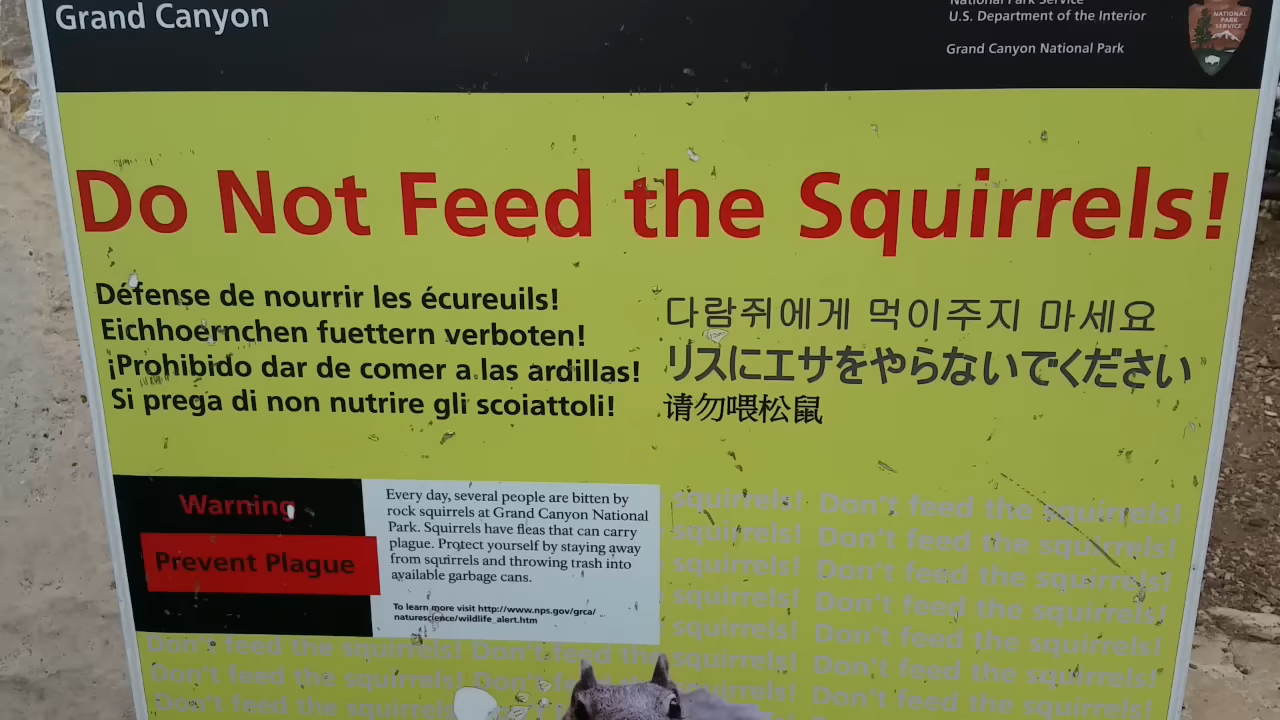 Grand Canyon
National Park Service
U.S. Department of the Interior
Grand Canyon National Park
NATIONAL
PARK
SERVICE
Do Not Feed the Squirrels!
Défense de nourrir les écureuils!
Eichhoernchen fuettern verboten!
¡Prohibido dar de comer a las ardillas!
Si prega di non nutrire gli scoiattoli!
다람쥐에게 먹이주지 마세요
リスにエサをやらないでください
请勿喂松鼠
Warning
Prevent Plague
Every day, several people are bitten by
rock squirrels at Grand Canyon National
Park. Squirrels have fleas that can carry
plague. Protect yourself by staying away
from squirrels and throwing trash into
available garbage cans.
To learn more visit http://www.nps.gov/grca/
naturescience/wildlife_alert.htm
squirrels! Don't feed the squirrels!
squirrels! Don't feed the squirrels!
squirrels! Don't feed the squirrels!
squirrels! Don't feed the squirrels!
squirrels! Don't feed the squirrels!
Don't feed the squirrels! Don't feed the squirrels! Don't feed the squirrels!
Don't feed the squirrels! Don't feed squirrels! Don't feed the squirrels!
Don't feed the squirrels!